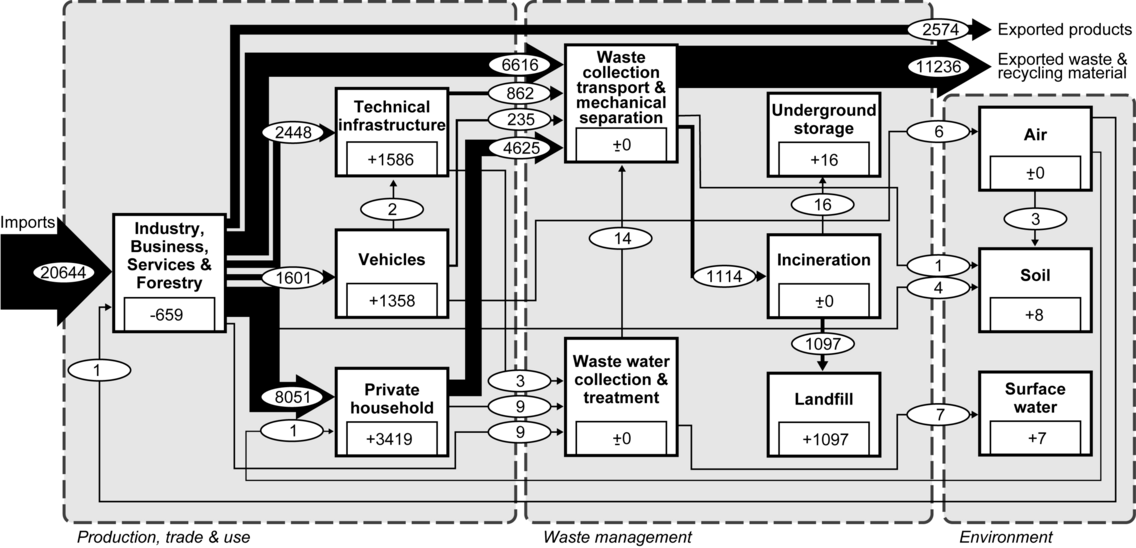 2574
Exported products
6616
Waste
collection
transport &
mechanical
separation
±0
11236
Exported waste &
recycling material
862
235
4625
Technical
infrastructure
+1586
2448
Underground
storage
+16
6
Air
±0
2
16
3
Imports
20644
Industry,
Business,
Services &
Forestry
-659
14
1601
Vehicles
+1358
1114
Incineration
±0
1
4
Soil
+8
1
1097
8051
Private
household
+3419
1
3
9
9
Waste water
collection &
treatment
±0
Landfill
+1097
7
Surface
water
+7
Production, trade & use
Waste management
Environment